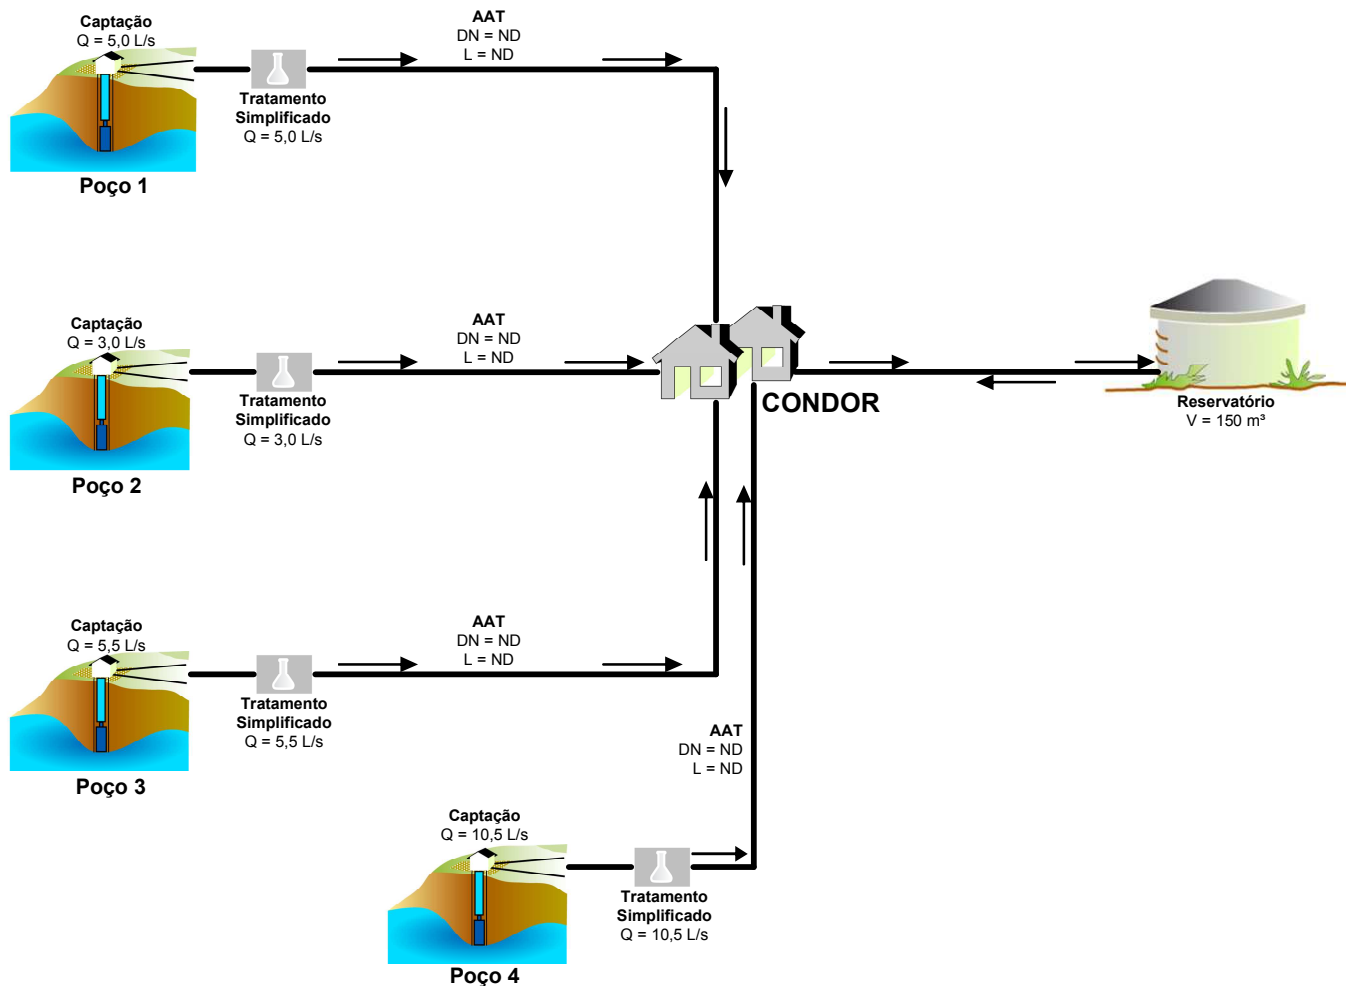 Captação
Q = 5,0 L/s
Poço 1
Tratamento
Simplificado
Q = 5,0 L/s
AAT
DN = ND
L = ND
Captação
Q = 3,0 L/s
Poço 2
Tratamento
Simplificado
Q = 3,0 L/s
AAT
DN = ND
L = ND
CONDOR
Reservatório
V = 150 m³
Captação
Q = 5,5 L/s
Poço 3
Tratamento
Simplificado
Q = 5,5 L/s
AAT
DN = ND
L = ND
AAT
DN = ND
L = ND
Captação
Q = 10,5 L/s
Poço 4
Tratamento
Simplificado
Q = 10,5 L/s